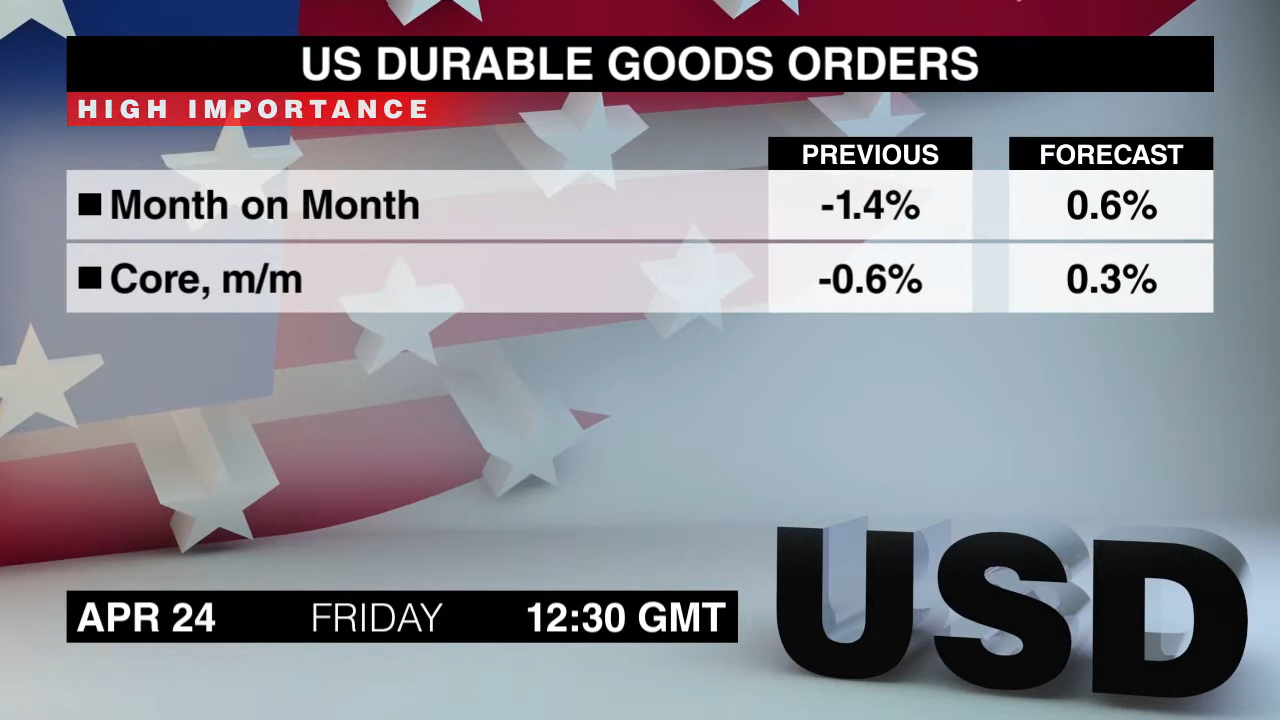 US DURABLE GOODS ORDERS
HIGH IMPORTANCE
PREVIOUS FORECAST
Month on Month -1.4% 0.6%
Core, m/m -0.6% 0.3%
APR 24 FRIDAY 12:30 GMT
USD